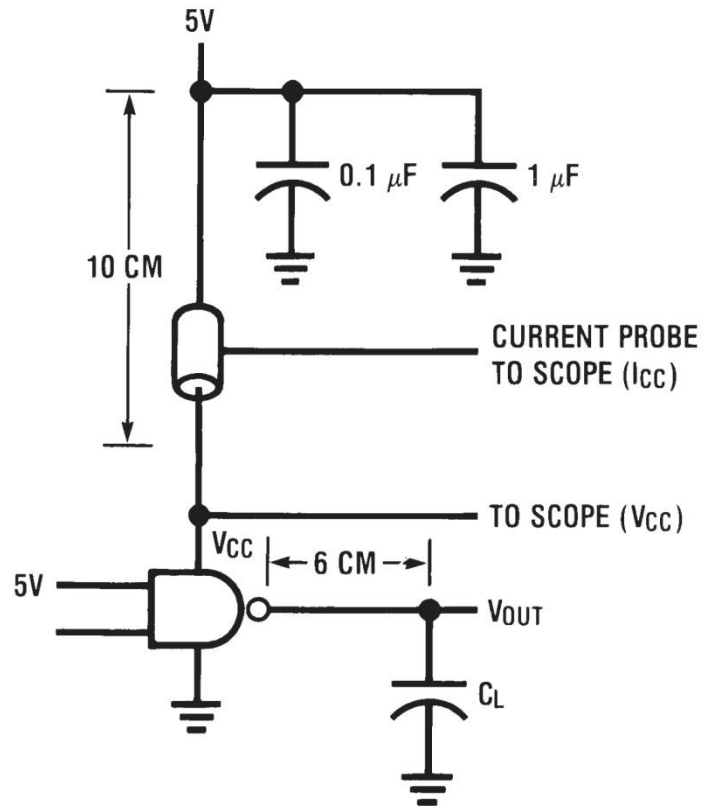 5V
0.1 μF
1 μF
10 CM
CURRENT PROBE
TO SCOPE (ICC)
TO SCOPE (VCC)
VCC
6 CM
5V
VOUT
CL